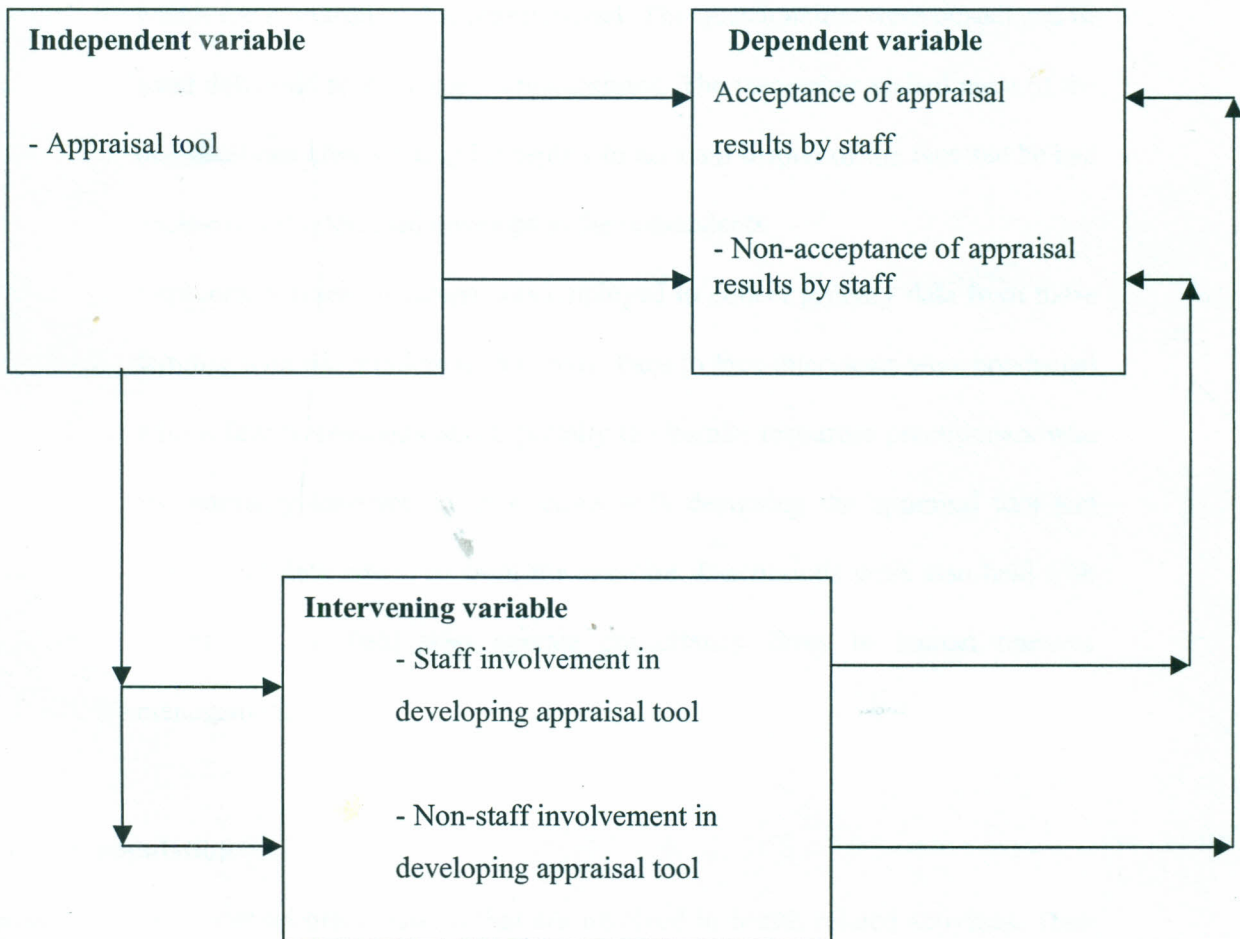 Independent variable
- Appraisal tool
Dependent variable
Acceptance of appraisal
results by staff
- Non-acceptance of appraisal
results by staff
Intervening variable
- Staff involvement in
developing appraisal tool
- Non-staff involvement in
developing appraisal tool